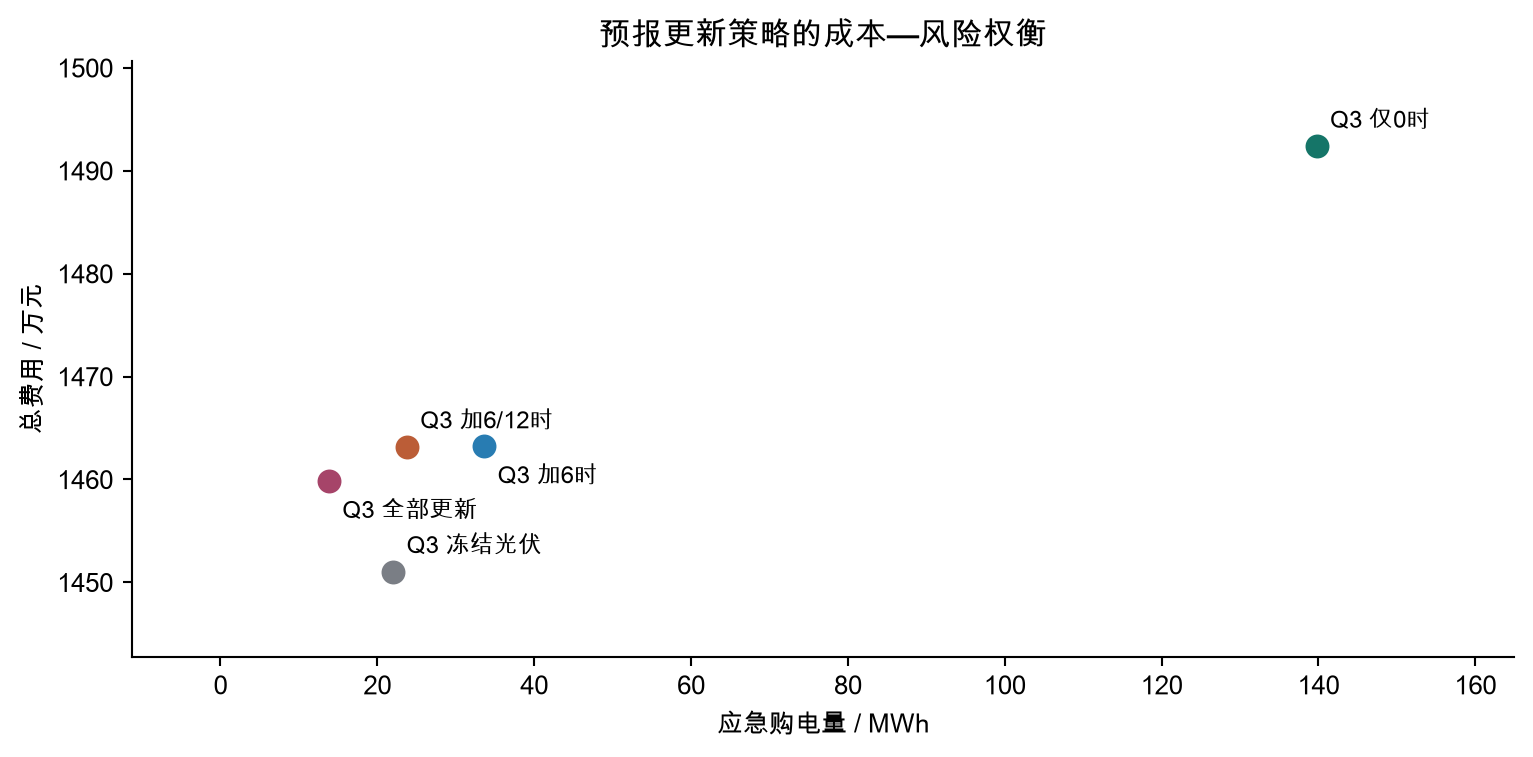 预报更新策略的成本—风险权衡
1500
1490
1480
1470
1460
1450
总费用 / 万元
Q3 仅0时
Q3 加6/12时
Q3 加6时
Q3 全部更新
Q3 冻结光伏
0
20
40
60
80
100
120
140
160
应急购电量 / MWh